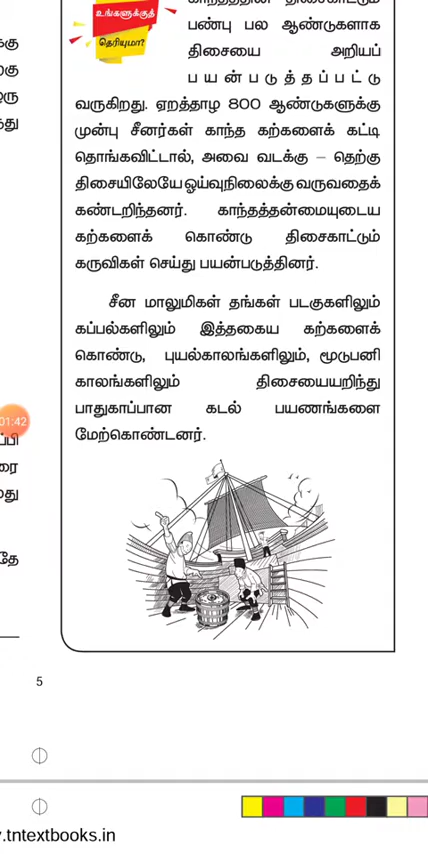 க்கு
ரு
ந்து
உங்களுக்குத்
தெரியுமா?
காந்தத்தின் திசைகாட்டும்
பண்பு பல ஆண்டுகளாக
திசையை அறியப்
பயன்படுத்தப்பட்டு
வருகிறது. ஏறத்தாழ 800 ஆண்டுகளுக்கு
முன்பு சீனர்கள் காந்த கற்களைக் கட்டி
தொங்கவிட்டால், அவை வடக்கு – தெற்கு
திசையிலேயே ஓய்வுநிலைக்கு வருவதைக்
கண்டறிந்தனர். காந்தத்தன்மையுடைய
கற்களைக் கொண்டு திசைகாட்டும்
கருவிகள் செய்து பயன்படுத்தினர்.
சீன மாலுமிகள் தங்கள் படகுகளிலும்
கப்பல்களிலும் இத்தகைய கற்களைக்
கொண்டு, புயல்காலங்களிலும், மூடுபனி
காலங்களிலும் திசையையறிந்து
பாதுகாப்பான கடல் பயணங்களை
மேற்கொண்டனர்.
01:42
ப்பி
ரை
தே
5
.tntextbooks.in